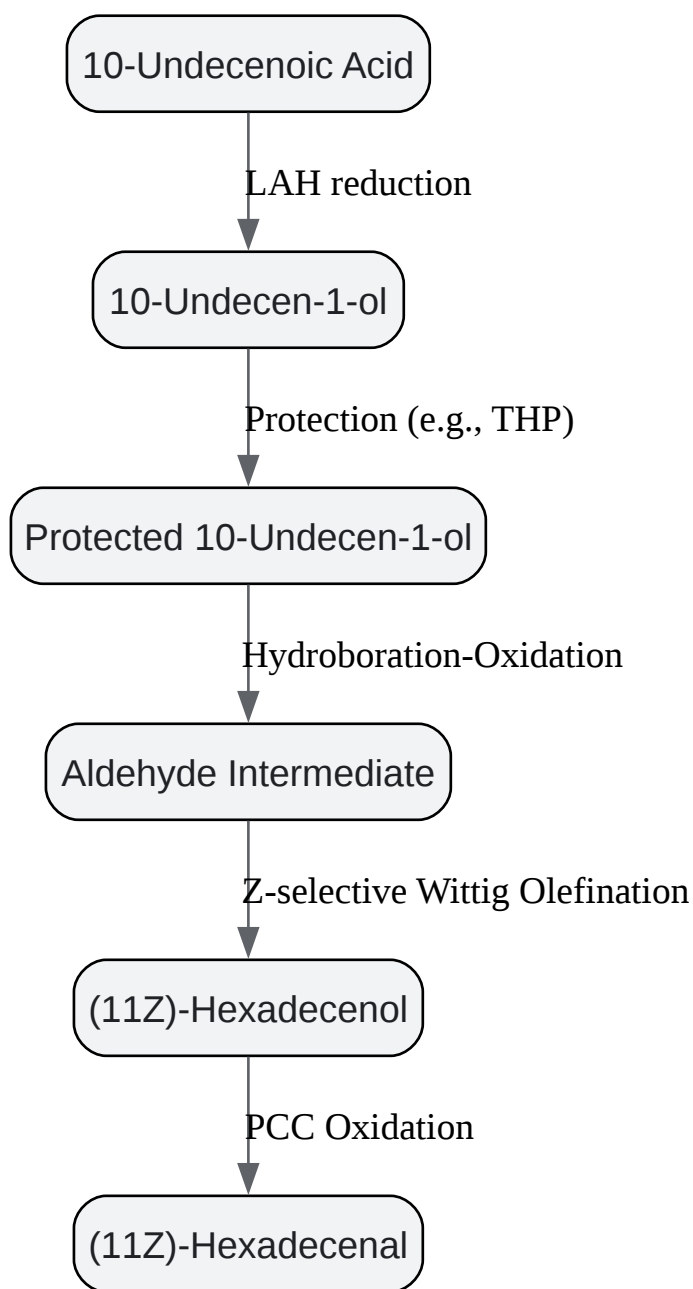 10-Undecenoic Acid
LAH reduction
10-Undecen-1-ol
Protection (e.g., THP)
Protected 10-Undecen-1-ol
Hydroboration-Oxidation
Aldehyde Intermediate
Z-selective Wittig Olefination
(11Z)-Hexadecenol
PCC Oxidation
(11Z)-Hexadecenal